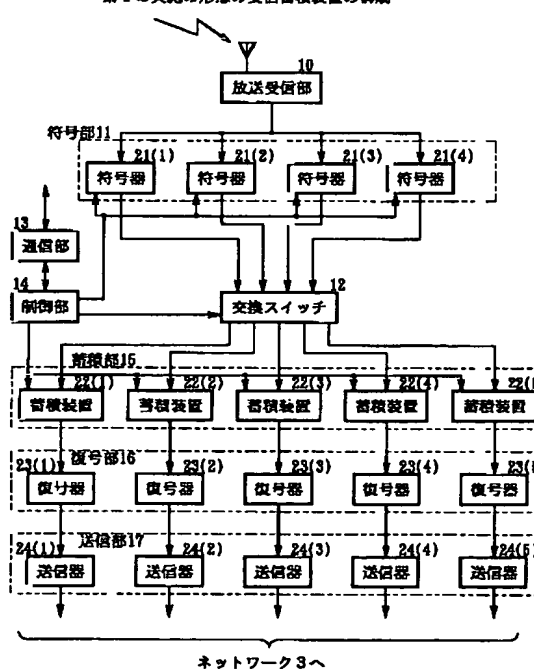 放送受信部 10
符号部11
符号器 21(1)
符号器 21(2)
符号器 21(3)
符号器 21(4)
13
通信部
14
制御部
12
交換スイッチ
蓄積部15
蓄積装置 22(1)
蓄積装置 22(2)
蓄積装置 22(3)
蓄積装置 22(4)
蓄積装置
復号部16
復号器 23(1)
復号器 23(2)
復号器 23(3)
復号器 23(4)
復号器
送信部17
送信器 24(1)
送信器 24(2)
送信器 24(3)
送信器 24(4)
送信器 24(5)
ネットワーク3へ